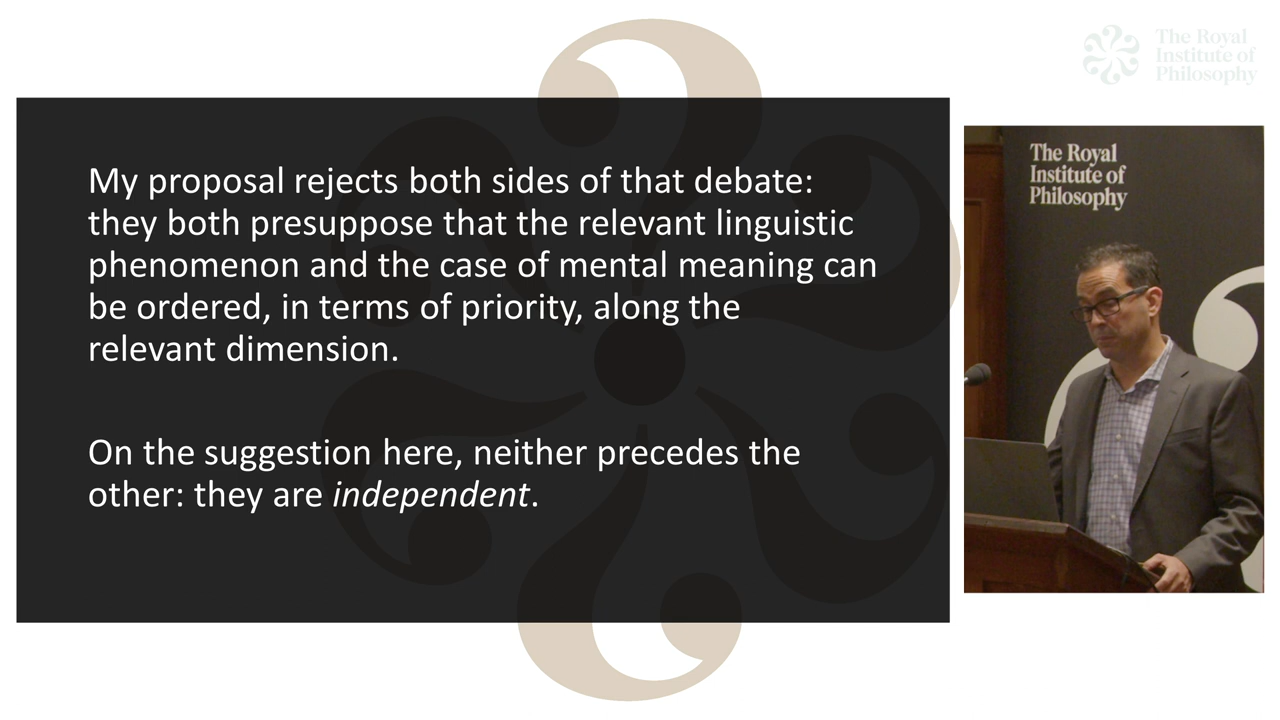 The Royal
Institute of
Philosophy
My proposal rejects both sides of that debate:
they both presuppose that the relevant linguistic
phenomenon and the case of mental meaning can
be ordered, in terms of priority, along the
relevant dimension.
On the suggestion here, neither precedes the
other: they are independent.
The Royal
Institute of
Philosophy